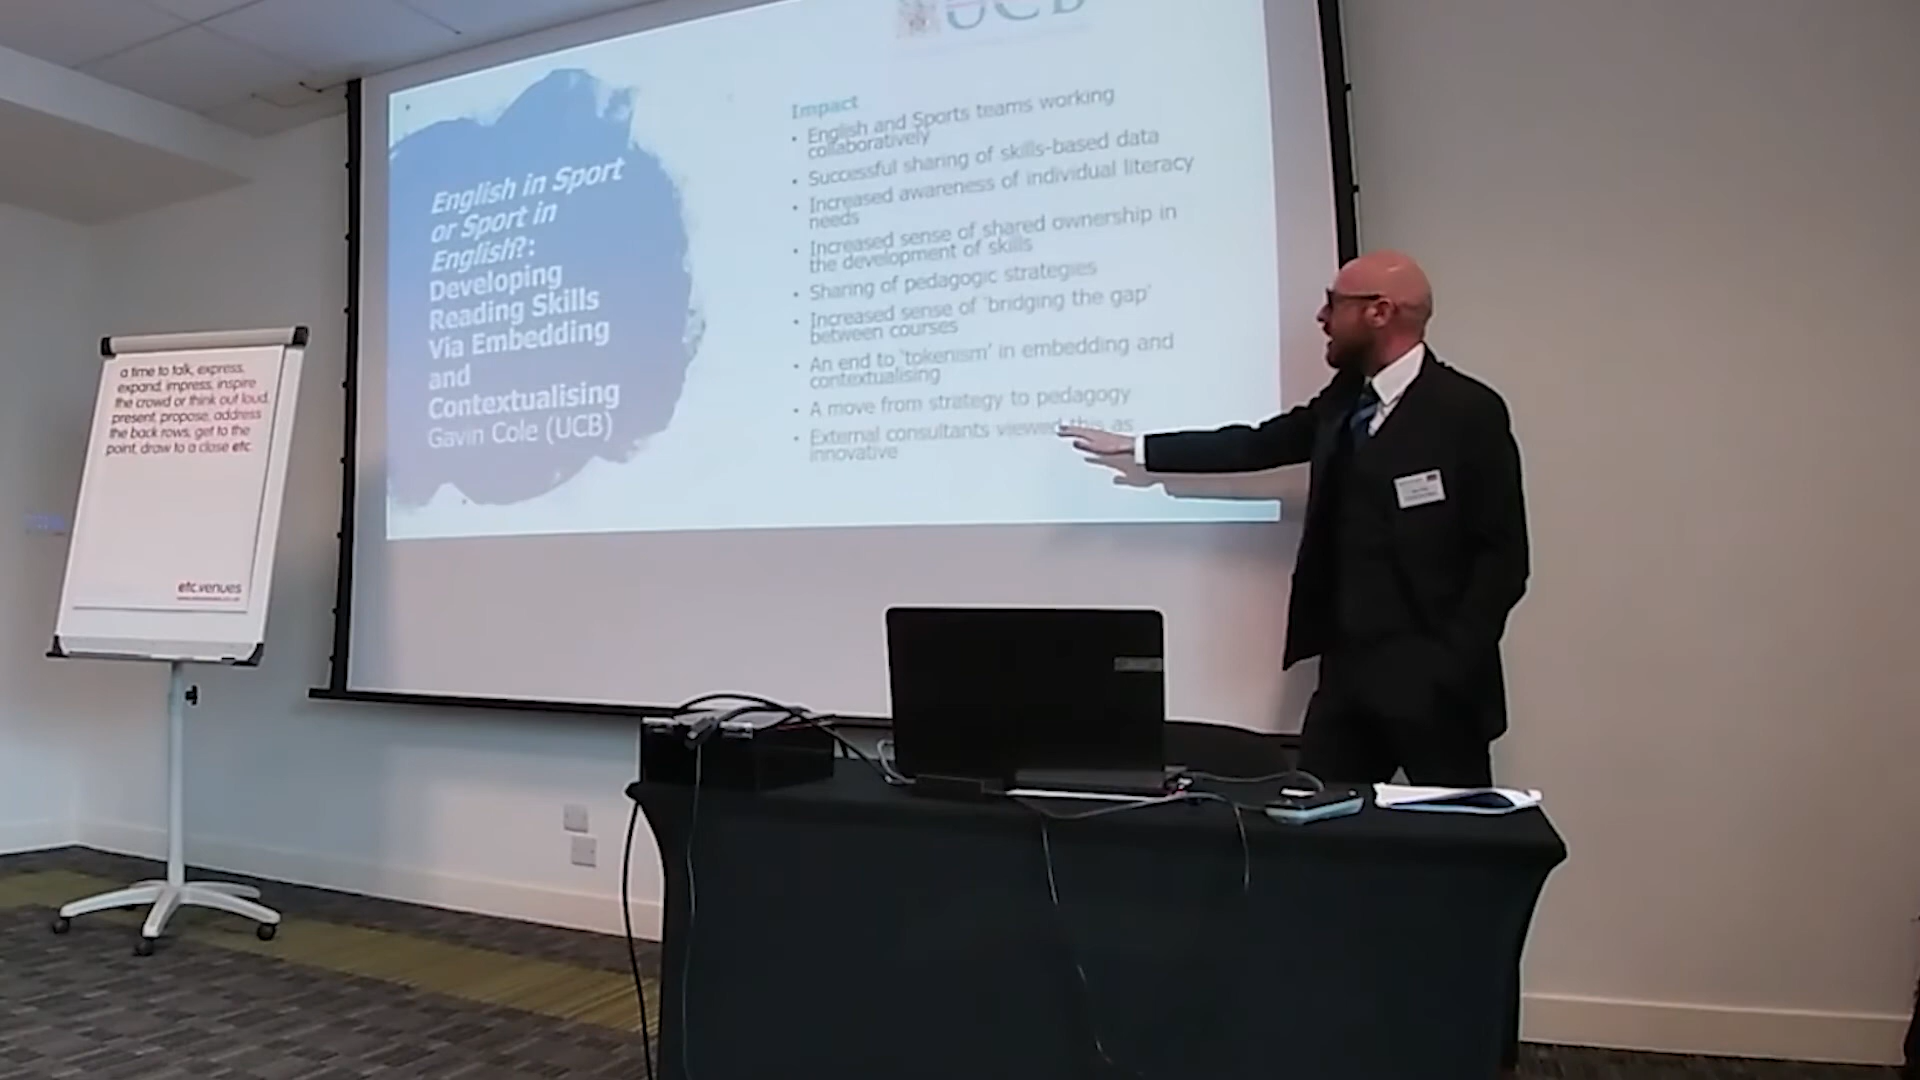 UCB
English in Sport
or Sport in
English?:
Developing
Reading Skills
Via Embedding
and
Contextualising
Gavin Cole (UCB)
Impact
• English and Sports teams working
collaboratively
• Successful sharing of skills-based data
• Increased awareness of individual literacy
needs
• Increased sense of shared ownership in
the development of skills
• Sharing of pedagogic strategies
• Increased sense of 'bridging the gap'
between courses
• An end to 'tokenism' in embedding and
contextualising
• A move from strategy to pedagogy
• External consultants viewed this as
innovative
a time to talk, express,
expand, impress, inspire
the crowd or think out loud,
present, propose, address
the back rows, get to the
point, draw to a close etc.
etc.venues